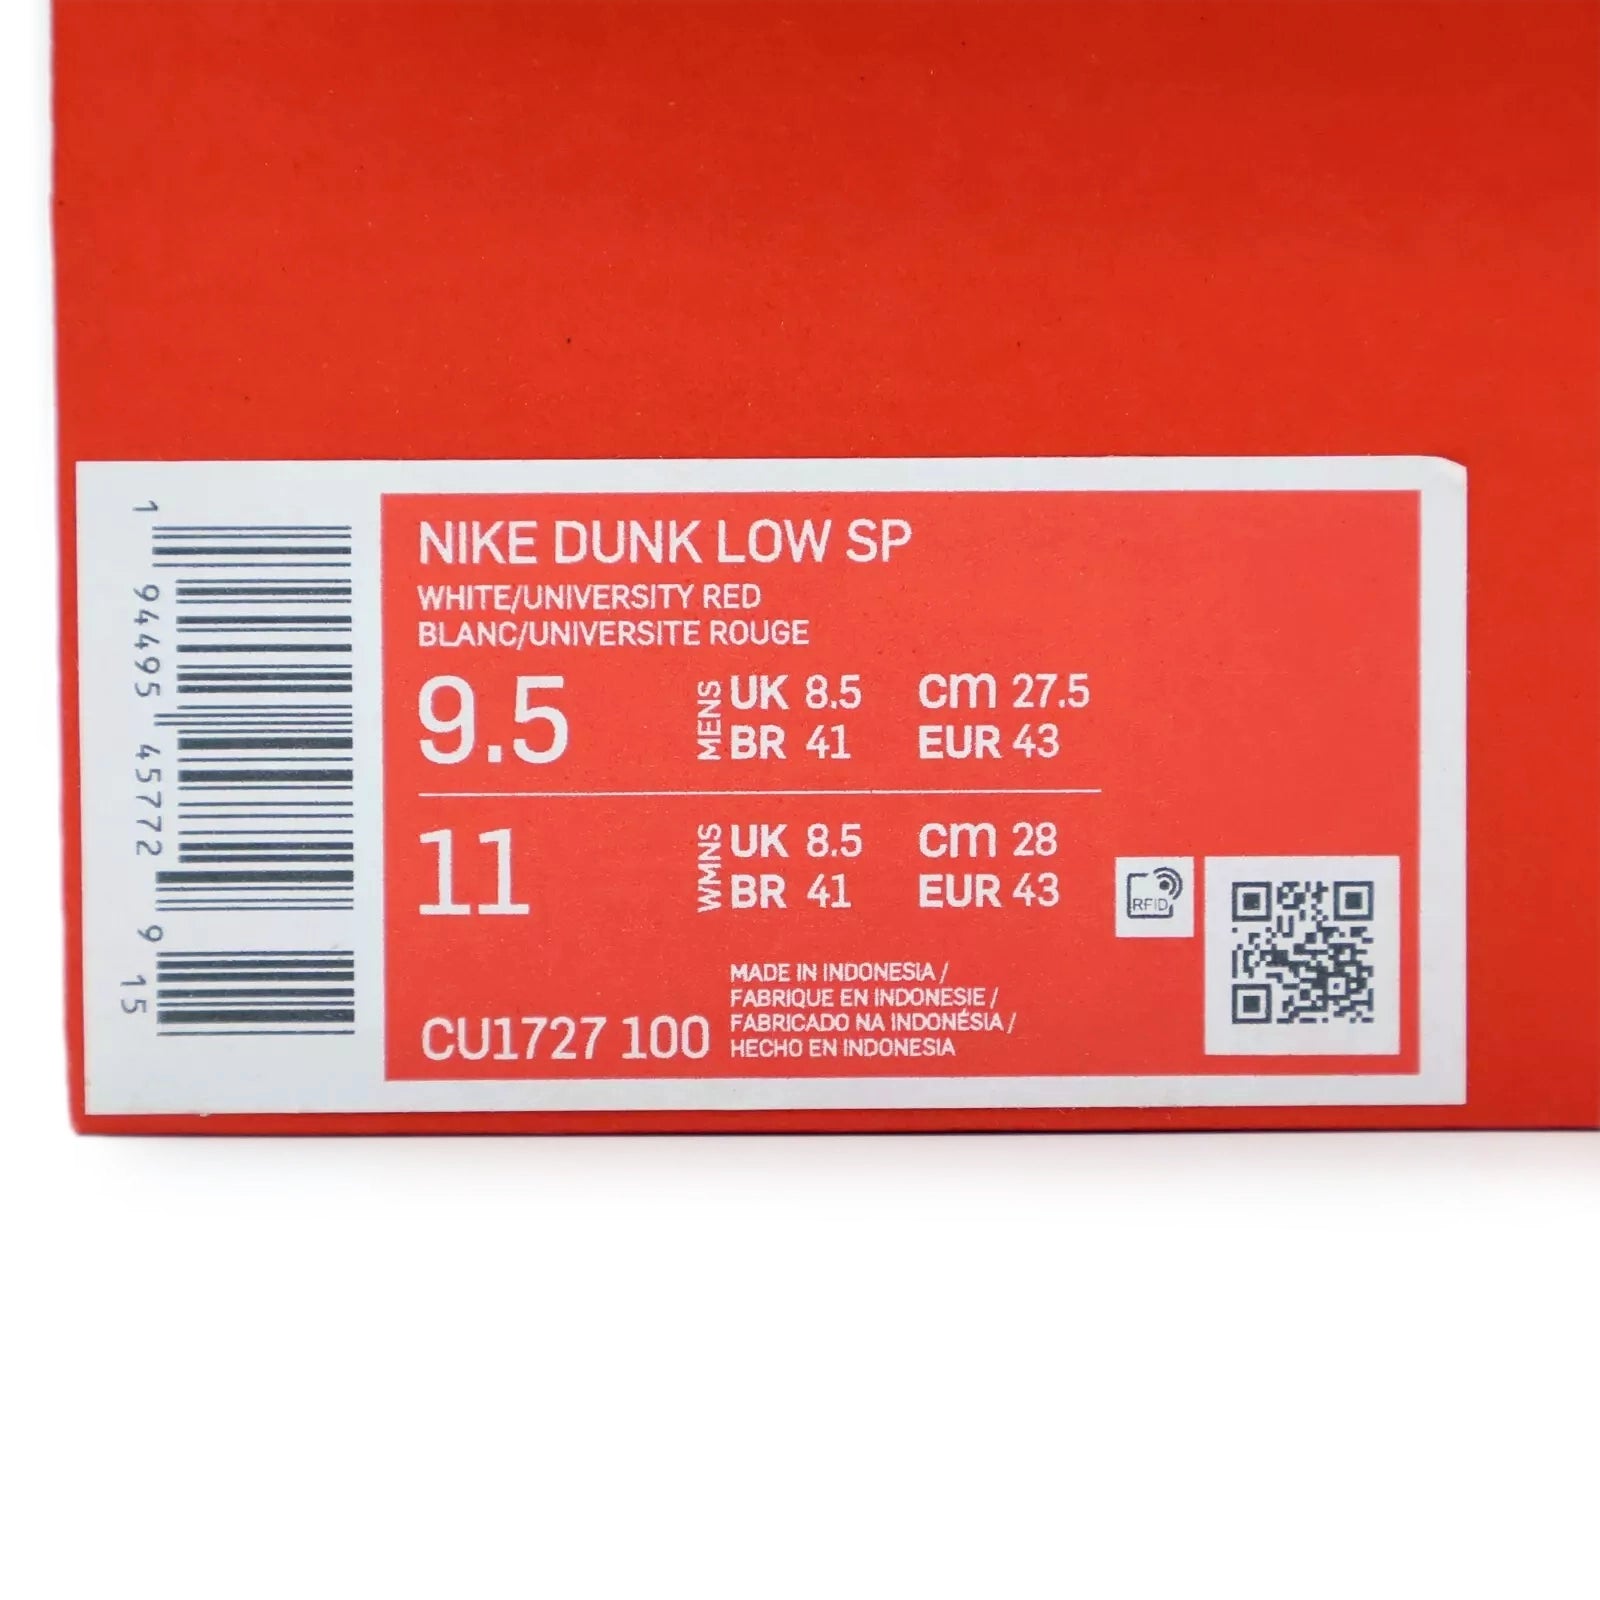 1 94495 45772 9 15
NIKE DUNK LOW SP
WHITE/UNIVERSITY RED
BLANC/UNIVERSITE ROUGE
9.5
MENS
UK 8.5 cm 27.5
BR 41 EUR 43
11
WMNS
UK 8.5 cm 28
BR 41 EUR 43
RFID
CU1727 100
MADE IN INDONESIA /
FABRIQUE EN INDONESIE /
FABRICADO NA INDONÉSIA /
HECHO EN INDONESIA